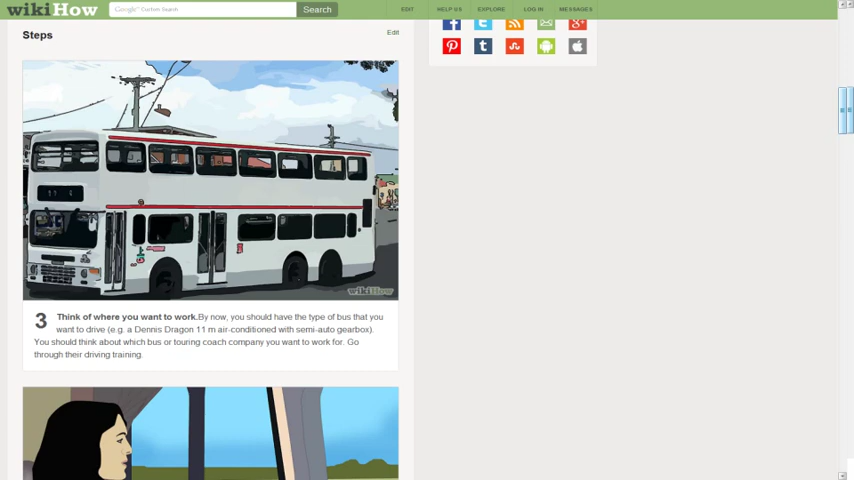 wikiHow
Google™ Custom Search
Search
EDIT
HELP US
EXPLORE
LOG IN
MESSAGES
Steps
Edit
wikiHow
3 Think of where you want to work.By now, you should have the type of bus that you
want to drive (e.g. a Dennis Dragon 11 m air-conditioned with semi-auto gearbox).
You should think about which bus or touring coach company you want to work for. Go
through their driving training.